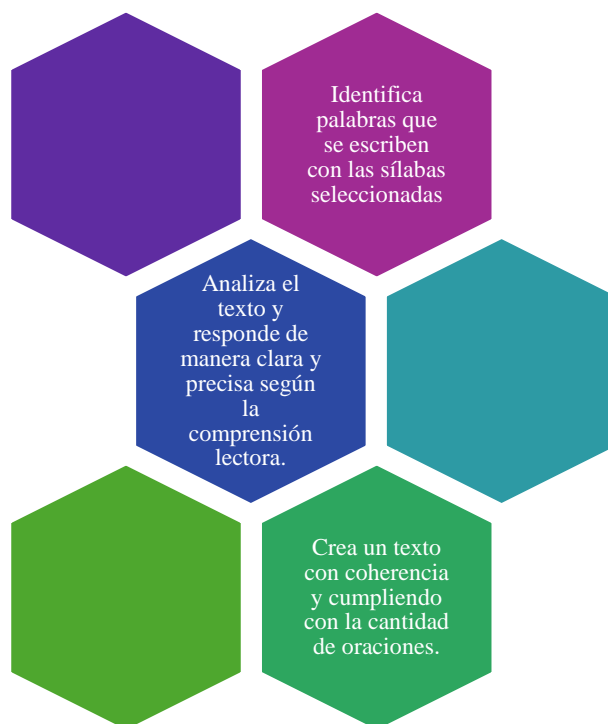 Identifica
palabras que
se escriben
con las sílabas
seleccionadas
Analiza el
texto y
responde de
manera clara y
precisa según
la
comprensión
lectora.
Crea un texto
con coherencia
y cumpliendo
con la cantidad
de oraciones.